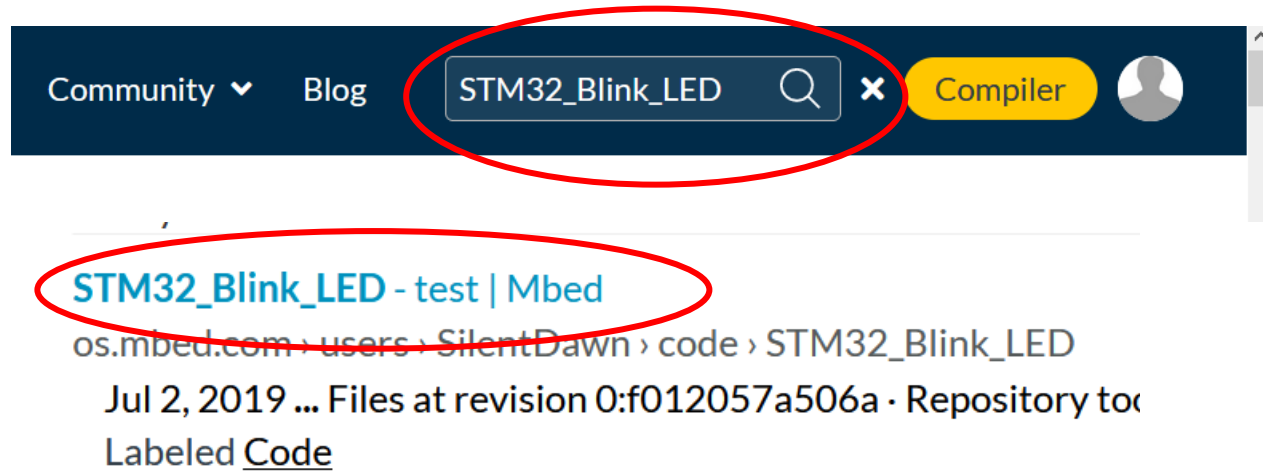 Community Blog STM32_Blink_LED Compiler
STM32_Blink_LED - test | Mbed
os.mbed.com › users › SilentDawn › code › STM32_Blink_LED
Jul 2, 2019 ... Files at revision 0:f012057a506a · Repository
Labeled Code